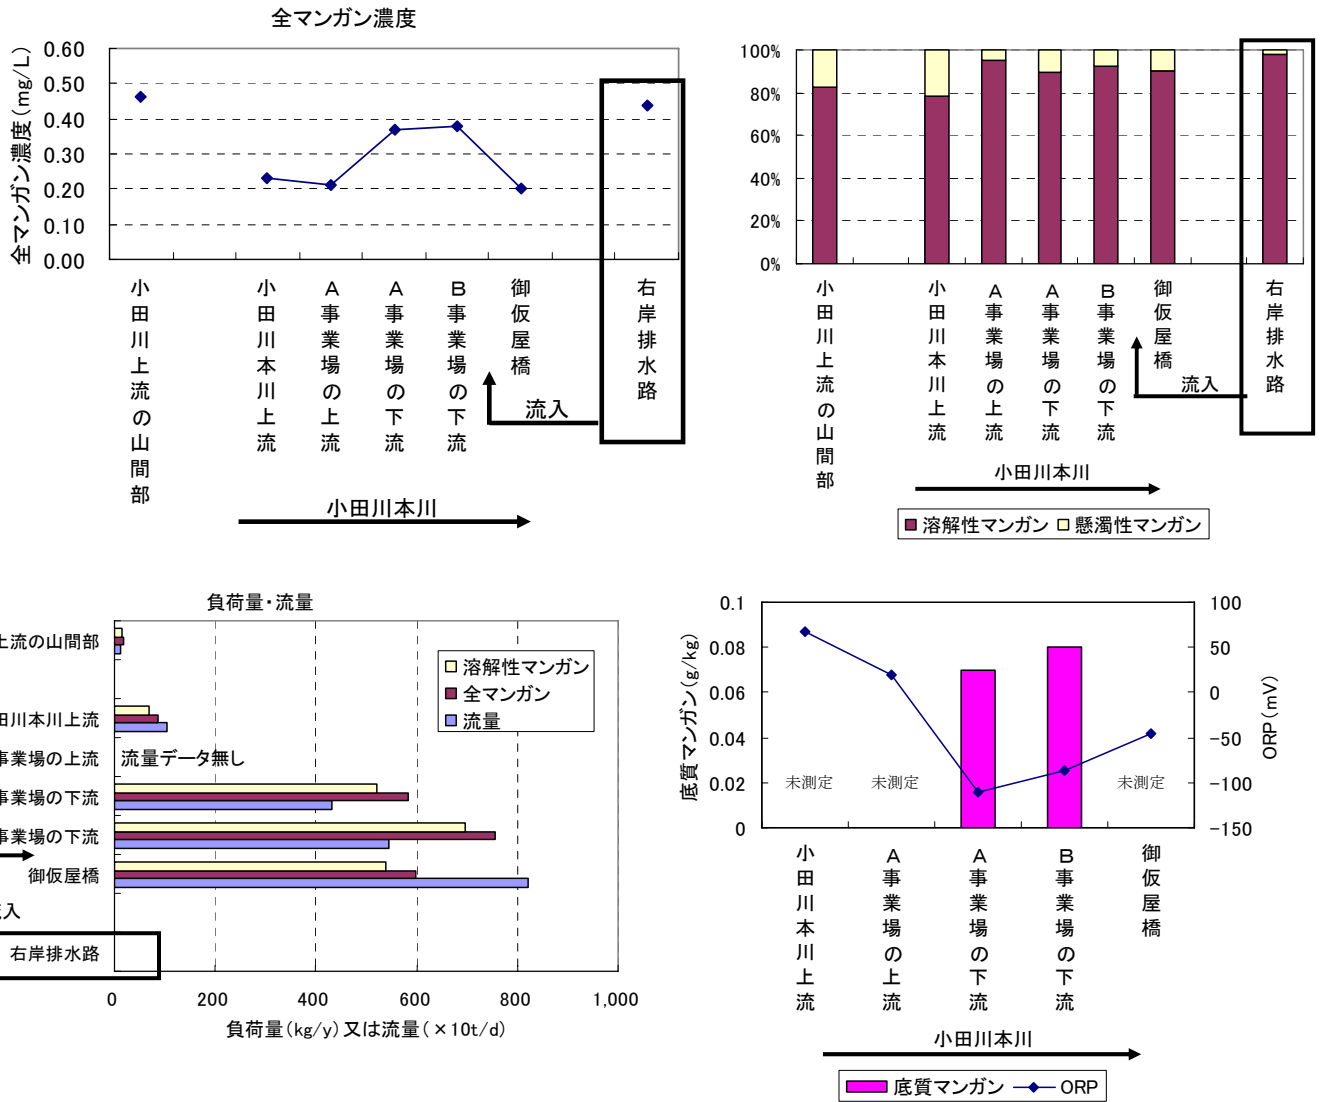 全マンガン濃度
全マンガン濃度(mg/L)
0.60
0.50
0.40
0.30
0.20
0.10
0.00
小田川上流の山間部
小田川本川上流
A事業場の上流
A事業場の下流
B事業場の下流
御仮屋橋
右岸排水路
流入
小田川本川
100%
80%
60%
40%
20%
0%
小田川上流の山間部
小田川本川上流
A事業場の上流
A事業場の下流
B事業場の下流
御仮屋橋
右岸排水路
流入
小田川本川
溶解性マンガン 懸濁性マンガン
負荷量・流量
上流の山間部
田川本川上流
事業場の上流
事業場の下流
事業場の下流
御仮屋橋
入
右岸排水路
流量データ無し
溶解性マンガン
全マンガン
流量
0 200 400 600 800 1,000
負荷量(kg/y)又は流量(×10t/d)
底質マンガン(g/kg)
0.1
0.08
0.06
0.04
0.02
0
ORP(mV)
100
50
0
-50
-100
-150
未測定 未測定 未測定
小田川本川上流
A事業場の上流
A事業場の下流
B事業場の下流
御仮屋橋
小田川本川
底質マンガン ORP